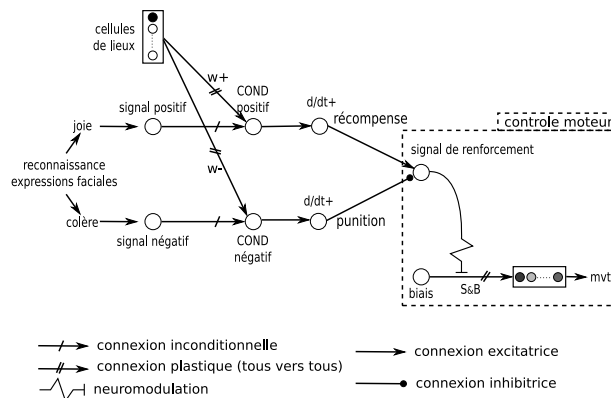 cellules
de lieux
w+
COND
positif
d/dt+
récompense
signal positif
joie
controle moteur
signal de renforcement
reconnaissance
expressions faciales
w-
d/dt+
punition
colère
signal négatif
COND
négatif
biais
S&B
mvt
connexion inconditionnelle
connexion plastique (tous vers tous)
neuromodulation
connexion excitatrice
connexion inhibitrice